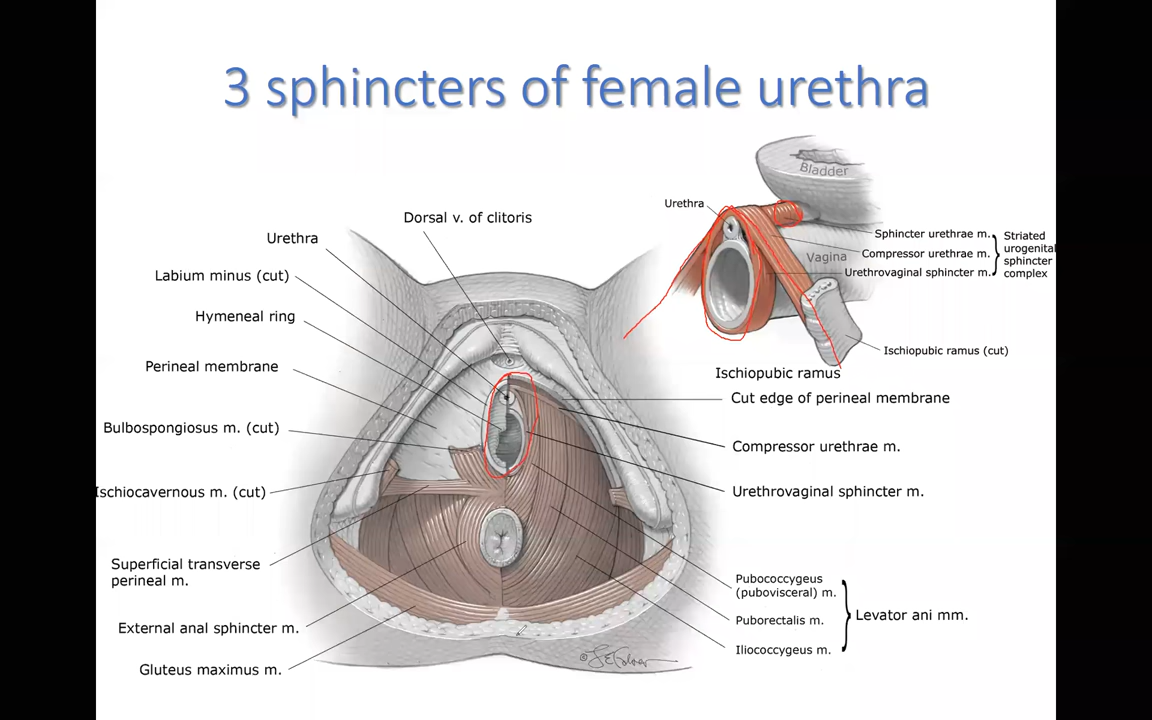 3 sphincters of female urethra
Bladder
Urethra
Sphincter urethrae m.
Compressor urethrae m.
Urethrovaginal sphincter m.
Striated
urogenital
sphincter
complex
Vagina
Ischiopubic ramus (cut)
Ischiopubic ramus
Dorsal v. of clitoris
Urethra
Labium minus (cut)
Hymeneal ring
Perineal membrane
Bulbospongiosus m. (cut)
Ischiocavernous m. (cut)
Superficial transverse
perineal m.
External anal sphincter m.
Gluteus maximus m.
Cut edge of perineal membrane
Compressor urethrae m.
Urethrovaginal sphincter m.
Pubococcygeus
(pubovisceral) m.
Puborectalis m.
Iliococcygeus m.
Levator ani mm.